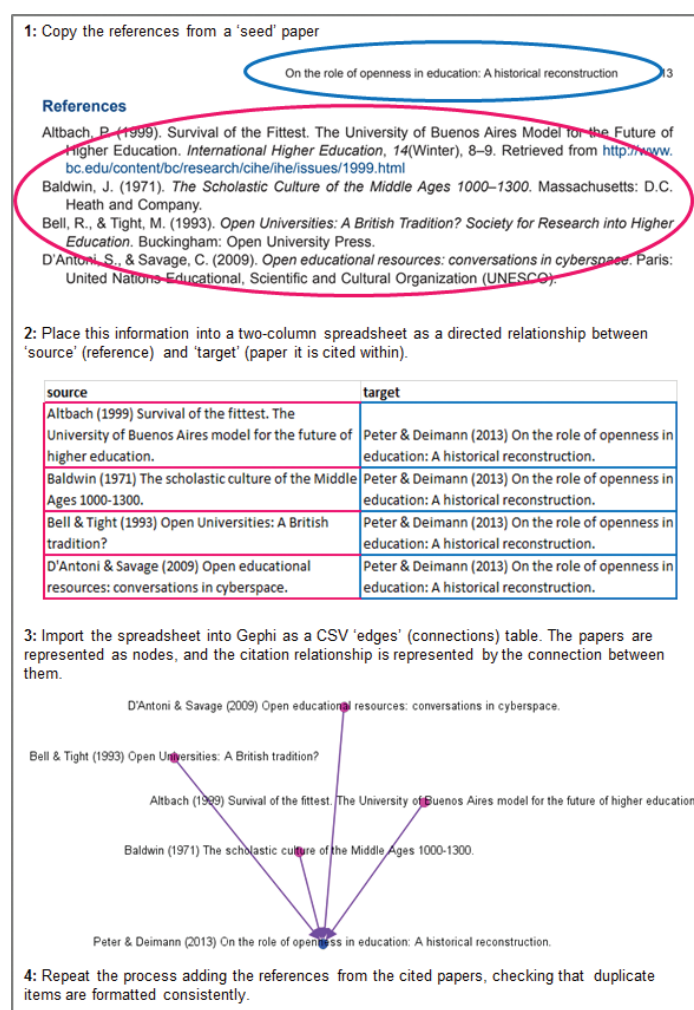 1: Copy the references from a ‘seed’ paper
On the role of openness in education: A historical reconstruction 13
References
Altbach, P. (1999). Survival of the Fittest. The University of Buenos Aires Model for the Future of
Higher Education. International Higher Education, 14(Winter), 8–9. Retrieved from http://www.
bc.edu/content/bc/research/cihe/ihe/issues/1999.html
Baldwin, J. (1971). The Scholastic Culture of the Middle Ages 1000–1300. Massachusetts: D.C.
Heath and Company.
Bell, R., & Tight, M. (1993). Open Universities: A British Tradition? Society for Research into Higher
Education. Buckingham: Open University Press.
D’Antoni, S., & Savage, C. (2009). Open educational resources: conversations in cyberspace. Paris:
United Nations Educational, Scientific and Cultural Organization (UNESCO).
2: Place this information into a two-column spreadsheet as a directed relationship between
‘source’ (reference) and ‘target’ (paper it is cited within).
source target
Altbach (1999) Survival of the fittest. The
University of Buenos Aires model for the future of
higher education.
Peter & Deimann (2013) On the role of openness in
education: A historical reconstruction.
Baldwin (1971) The scholastic culture of the Middle
Ages 1000-1300.
Peter & Deimann (2013) On the role of openness in
education: A historical reconstruction.
Bell & Tight (1993) Open Universities: A British
tradition?
Peter & Deimann (2013) On the role of openness in
education: A historical reconstruction.
D'Antoni & Savage (2009) Open educational
resources: conversations in cyberspace.
Peter & Deimann (2013) On the role of openness in
education: A historical reconstruction.
3: Import the spreadsheet into Gephi as a CSV ‘edges’ (connections) table. The papers are
represented as nodes, and the citation relationship is represented by the connection between
them.
D'Antoni & Savage (2009) Open educational resources: conversations in cyberspace.
Bell & Tight (1993) Open Universities: A British tradition?
Altbach (1999) Survival of the fittest. The University of Buenos Aires model for the future of higher education
Baldwin (1971) The scholastic culture of the Middle Ages 1000-1300.
Peter & Deimann (2013) On the role of openness in education: A historical reconstruction.
4: Repeat the process adding the references from the cited papers, checking that duplicate
items are formatted consistently.